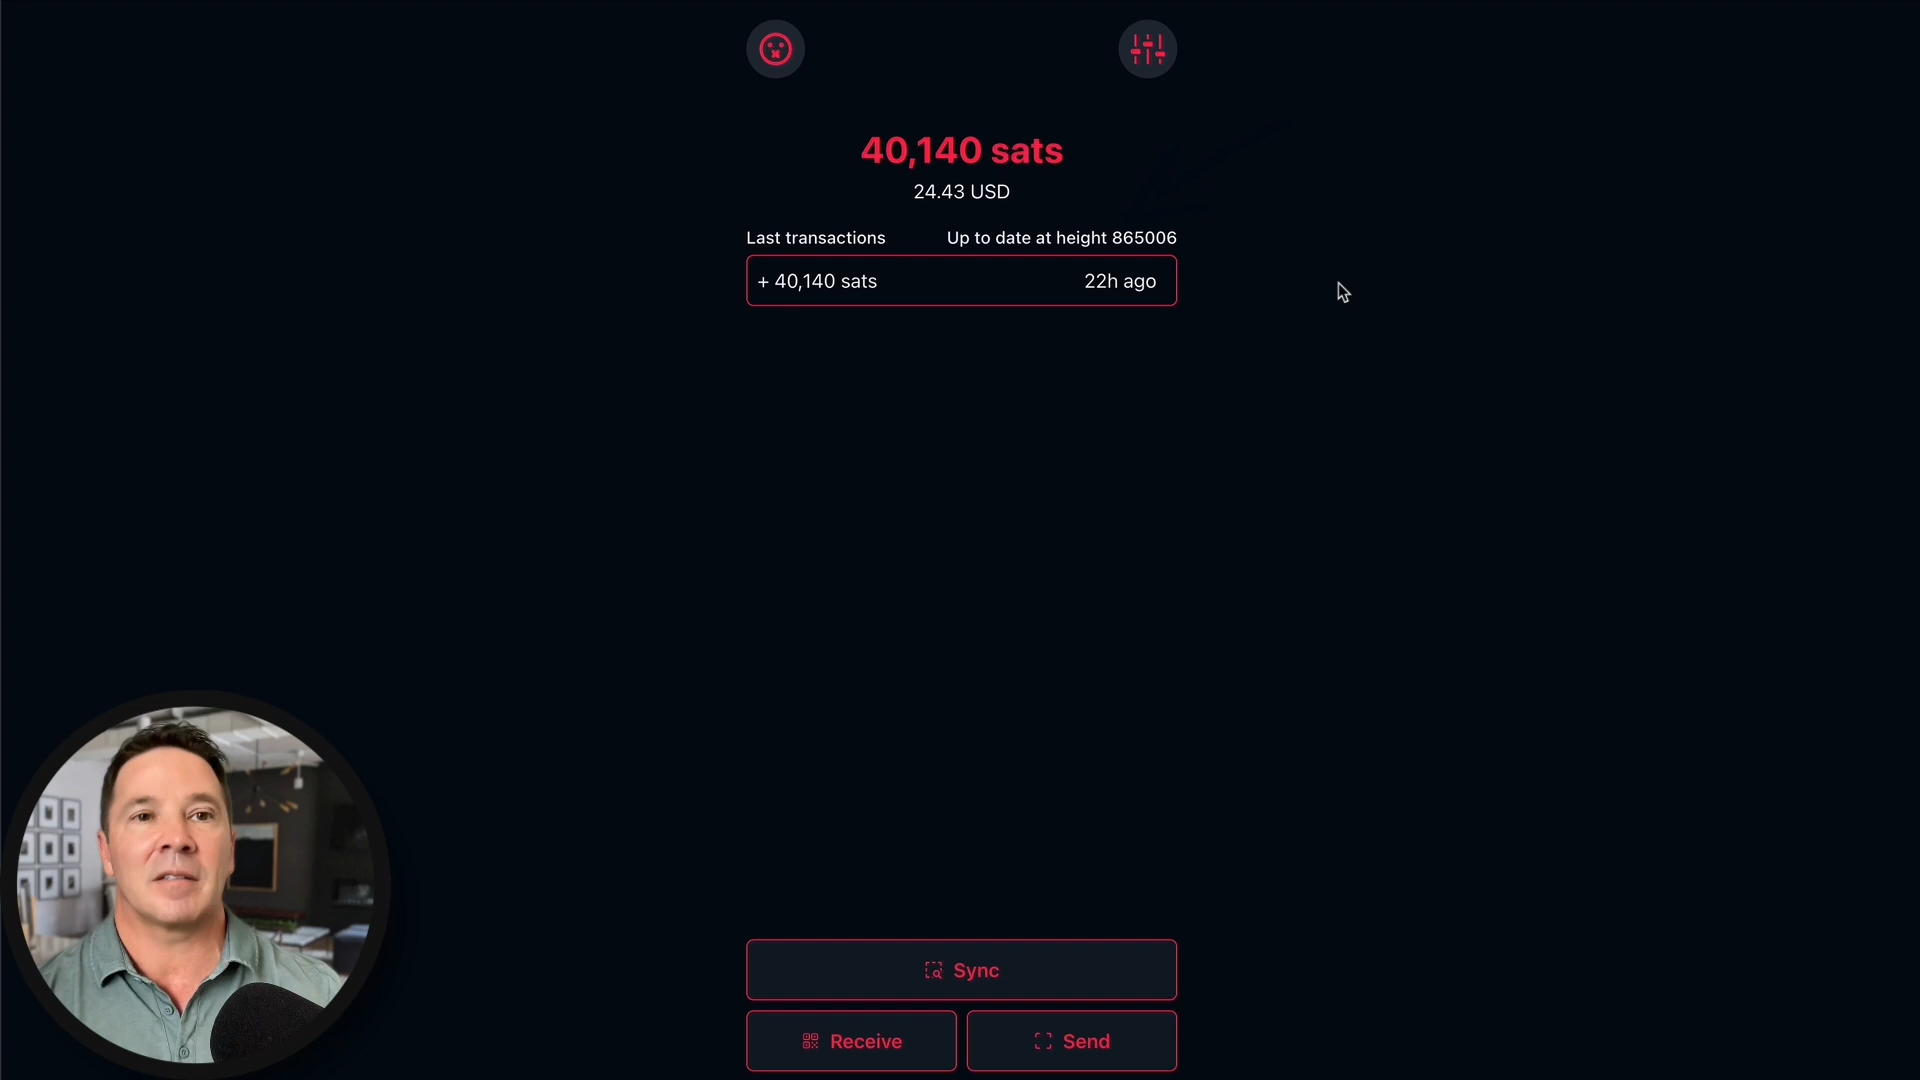 40,140 sats
24.43 USD
Last transactions Up to date at height 865006
+ 40,140 sats 22h ago
Sync
Receive Send